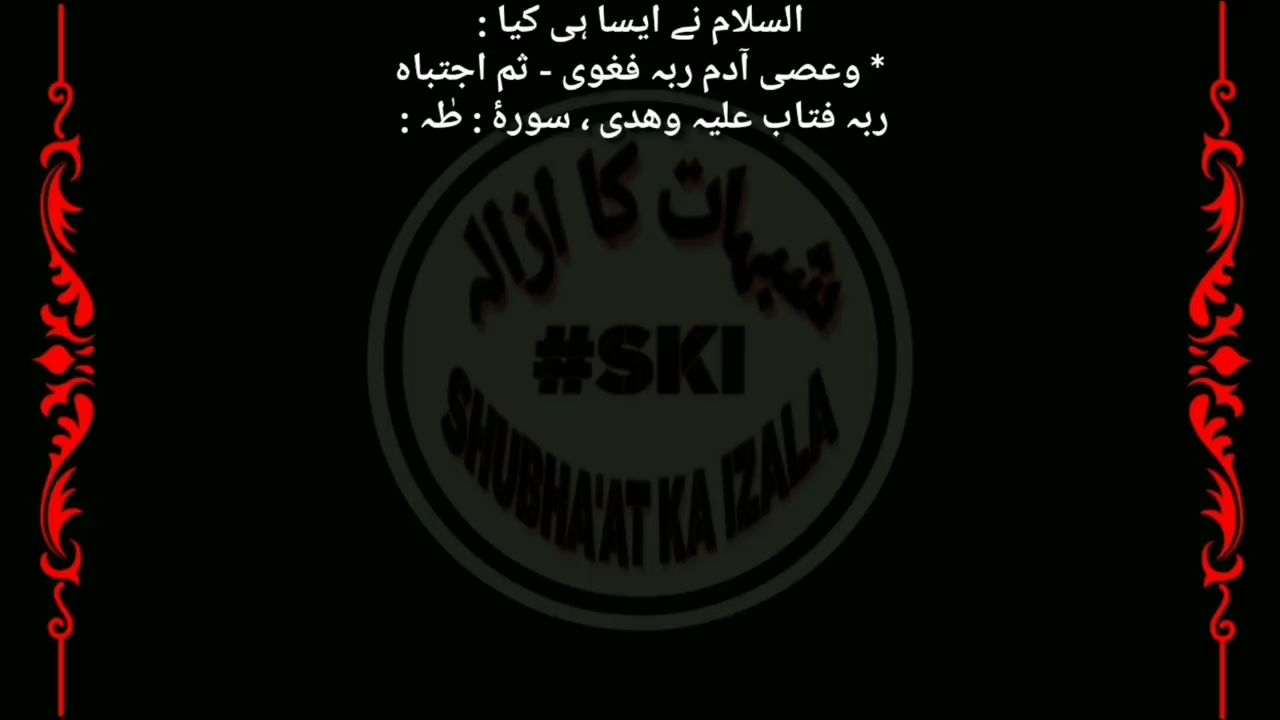 السلام نے ایسا ہی کیا :
* وعصی آدم ربہ فغوی - ثم اجتباہ
ربہ فتاب علیہ وھدی ، سورۂ : طٰہ :
شبہات کا ازالہ
#SKI
SHUBHA'AT KA IZALA